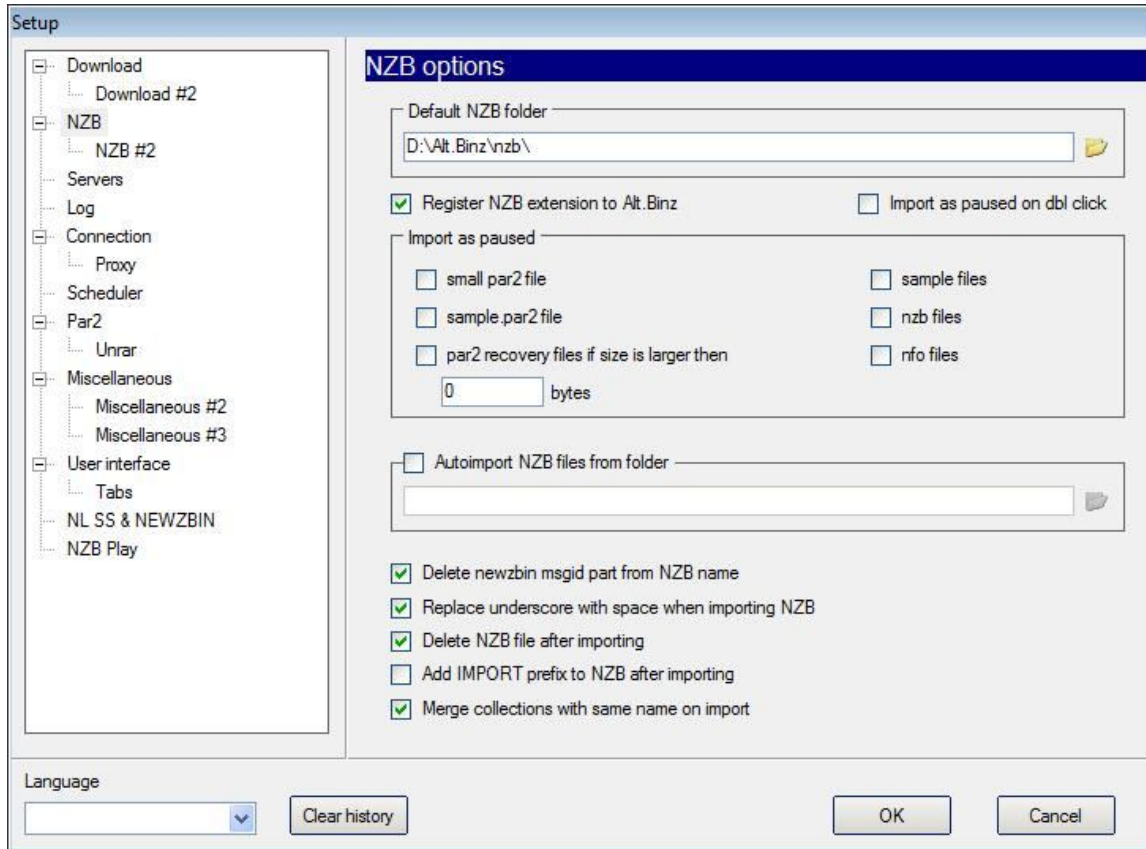 Setup
Download
Download #2
NZB
NZB #2
Servers
Log
Connection
Proxy
Scheduler
Par2
Unrar
Miscellaneous
Miscellaneous #2
Miscellaneous #3
User interface
Tabs
NL SS & NEWZBIN
NZB Play
NZB options
Default NZB folder
D:\Alt.Binz\nzb\
Register NZB extension to Alt.Binz
Import as paused on dbl click
Import as paused
small par2 file
sample files
sample.par2 file
nzb files
par2 recovery files if size is larger then
nfo files
0 bytes
Autoimport NZB files from folder
Delete newzbin msgid part from NZB name
Replace underscore with space when importing NZB
Delete NZB file after importing
Add IMPORT prefix to NZB after importing
Merge collections with same name on import
Language
Clear history
OK
Cancel